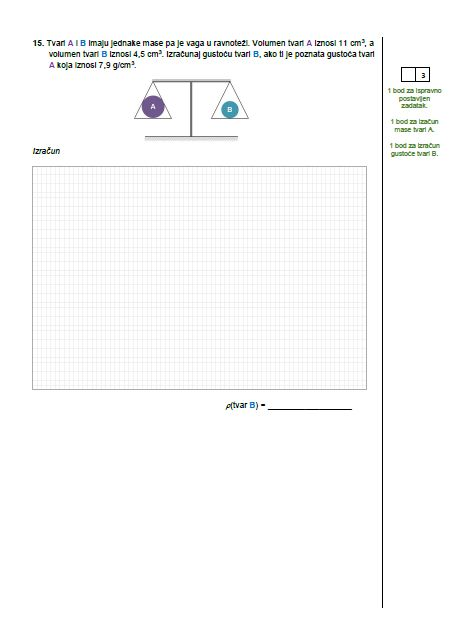 15. Tvari A i B imaju jednake mase pa je vaga u ravnoteži. Volumen tvari A iznosi 11 cm³, a
volumen tvari B iznosi 4,5 cm³. Izračunaj gustoću tvari B, ako ti je poznata gustoća tvari
A koja iznosi 7,9 g/cm³.
A
B
Izračun
ρ(tvar B) = ____________________
3
1 bod za ispravno
postavljen
zadatak.
1 bod za izačun
mase tvari A.
1 bod za izračun
gustoće tvari B.